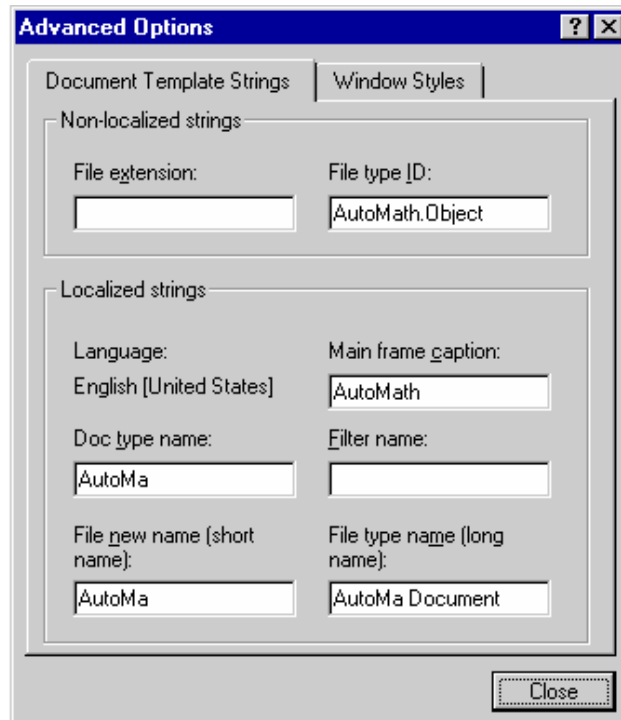 Advanced Options
Document Template Strings
Window Styles
Non-localized strings
File extension:
File type ID:
AutoMath.Object
Localized strings
Language:
Main frame caption:
English [United States]
AutoMath
Doc type name:
Filter name:
AutoMa
File new name (short
name):
File type name (long
name):
AutoMa
AutoMa Document
Close